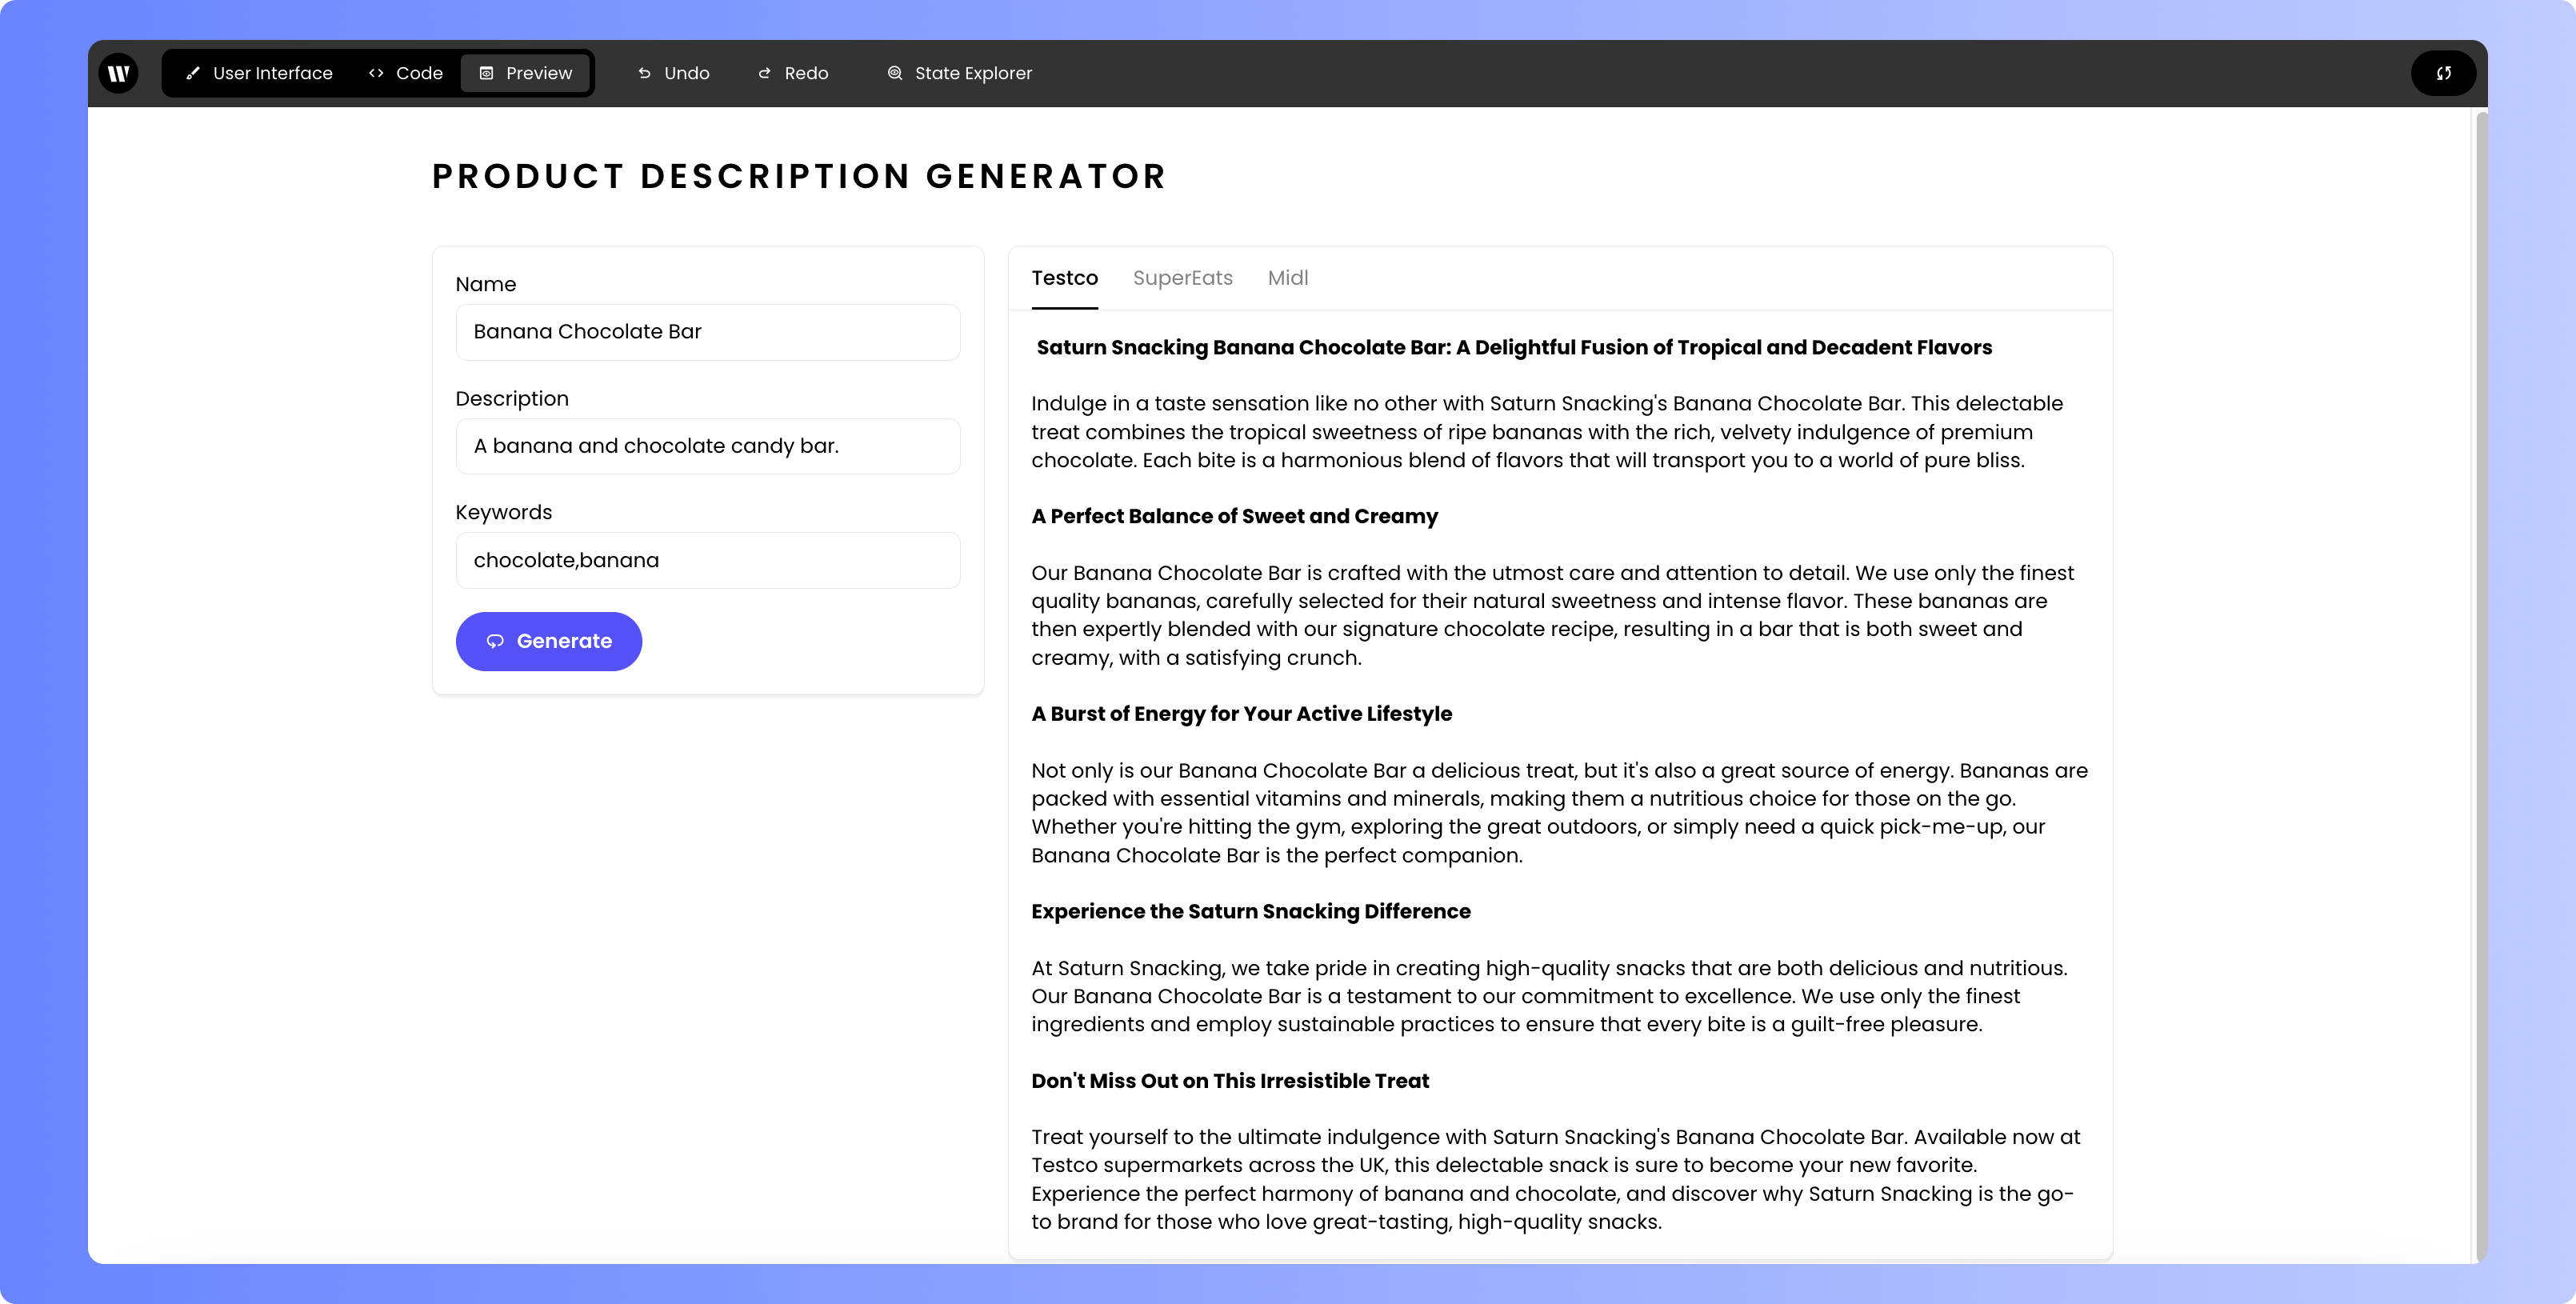 User Interface
Code
Preview
Undo
Redo
State Explorer
PRODUCT DESCRIPTION GENERATOR
Name
Banana Chocolate Bar
Description
A banana and chocolate candy bar.
Keywords
chocolate,banana
Generate
Testco
SuperEats
Midl
Saturn Snacking Banana Chocolate Bar: A Delightful Fusion of Tropical and Decadent Flavors
Indulge in a taste sensation like no other with Saturn Snacking's Banana Chocolate Bar. This delectable
treat combines the tropical sweetness of ripe bananas with the rich, velvety indulgence of premium
chocolate. Each bite is a harmonious blend of flavors that will transport you to a world of pure bliss.
A Perfect Balance of Sweet and Creamy
Our Banana Chocolate Bar is crafted with the utmost care and attention to detail. We use only the finest
quality bananas, carefully selected for their natural sweetness and intense flavor. These bananas are
then expertly blended with our signature chocolate recipe, resulting in a bar that is both sweet and
creamy, with a satisfying crunch.
A Burst of Energy for Your Active Lifestyle
Not only is our Banana Chocolate Bar a delicious treat, but it's also a great source of energy. Bananas are
packed with essential vitamins and minerals, making them a nutritious choice for those on the go.
Whether you're hitting the gym, exploring the great outdoors, or simply need a quick pick-me-up, our
Banana Chocolate Bar is the perfect companion.
Experience the Saturn Snacking Difference
At Saturn Snacking, we take pride in creating high-quality snacks that are both delicious and nutritious.
Our Banana Chocolate Bar is a testament to our commitment to excellence. We use only the finest
ingredients and employ sustainable practices to ensure that every bite is a guilt-free pleasure.
Don't Miss Out on This Irresistible Treat
Treat yourself to the ultimate indulgence with Saturn Snacking's Banana Chocolate Bar. Available now at
Testco supermarkets across the UK, this delectable snack is sure to become your new favorite.
Experience the perfect harmony of banana and chocolate, and discover why Saturn Snacking is the go-
to brand for those who love great-tasting, high-quality snacks.